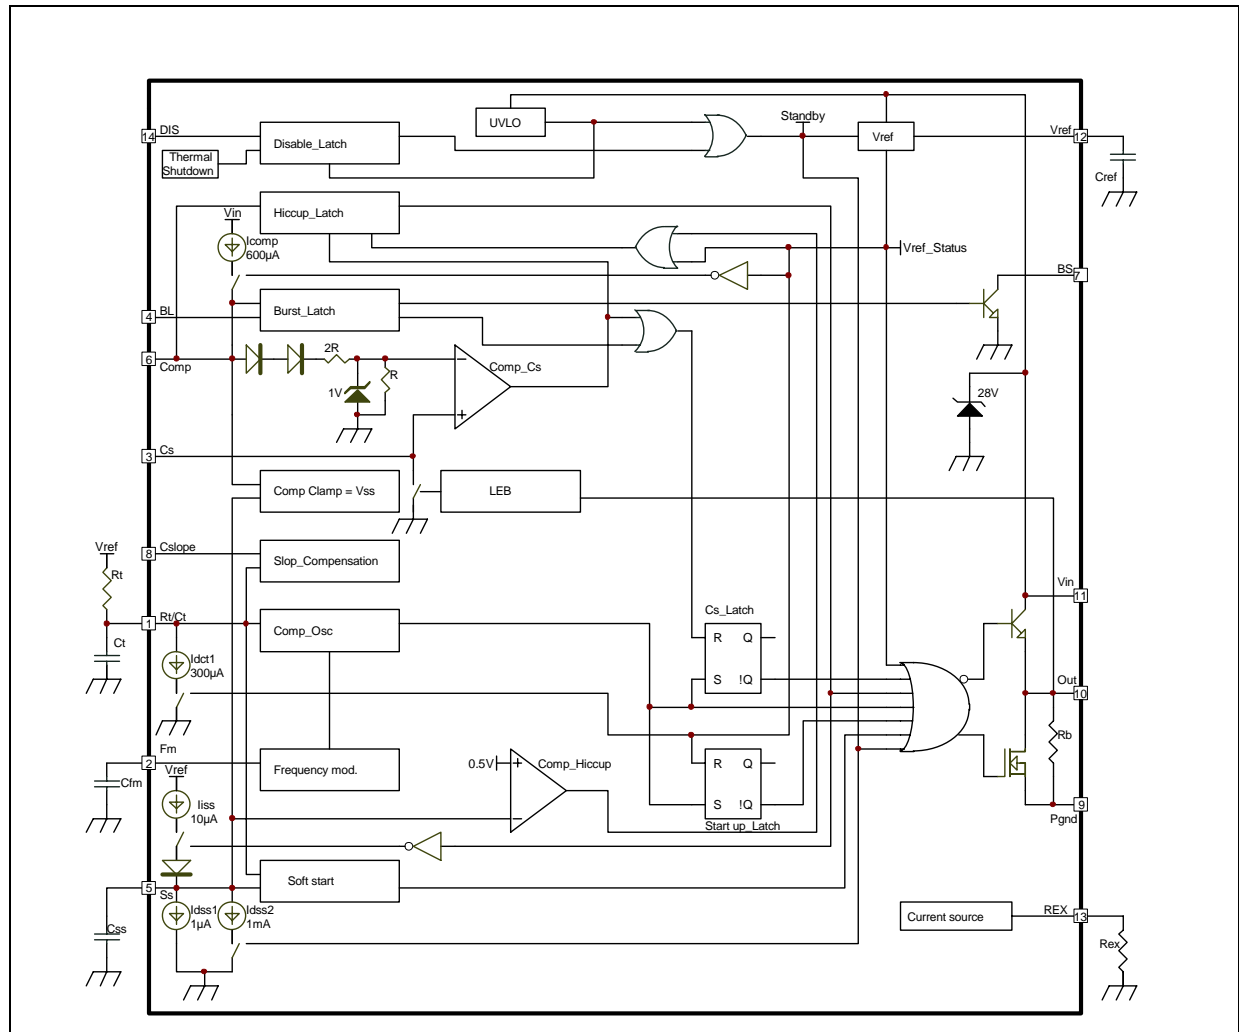 Standby
UVLO
14
DIS
Disable_Latch
Vref
Vref
12
Thermal
Shutdown
Cref
Hiccup_Latch
Vin
Icomp
600µA
Vref_Status
BS
7
Burst_Latch
4
BL
6
Comp
2R
Comp_Cs
1V
R
28V
3
Cs
Comp Clamp = Vss
LEB
Vref
8
Cslope
Slop_Compensation
Rt
Vin
11
1
Rt/Ct
Comp_Osc
Cs_Latch
Ct
R
Q
Idct1
300µA
S
!Q
Out
10
Fm
2
Rb
Cfm
Vref
Frequency mod.
0.5V
Comp_Hiccup
R
Q
Iiss
10µA
S
!Q
9
Start up_Latch
Pgnd
5
Ss
Soft start
Idss1
1µA
Idss2
1mA
Css
Current source
REX
13
Rex